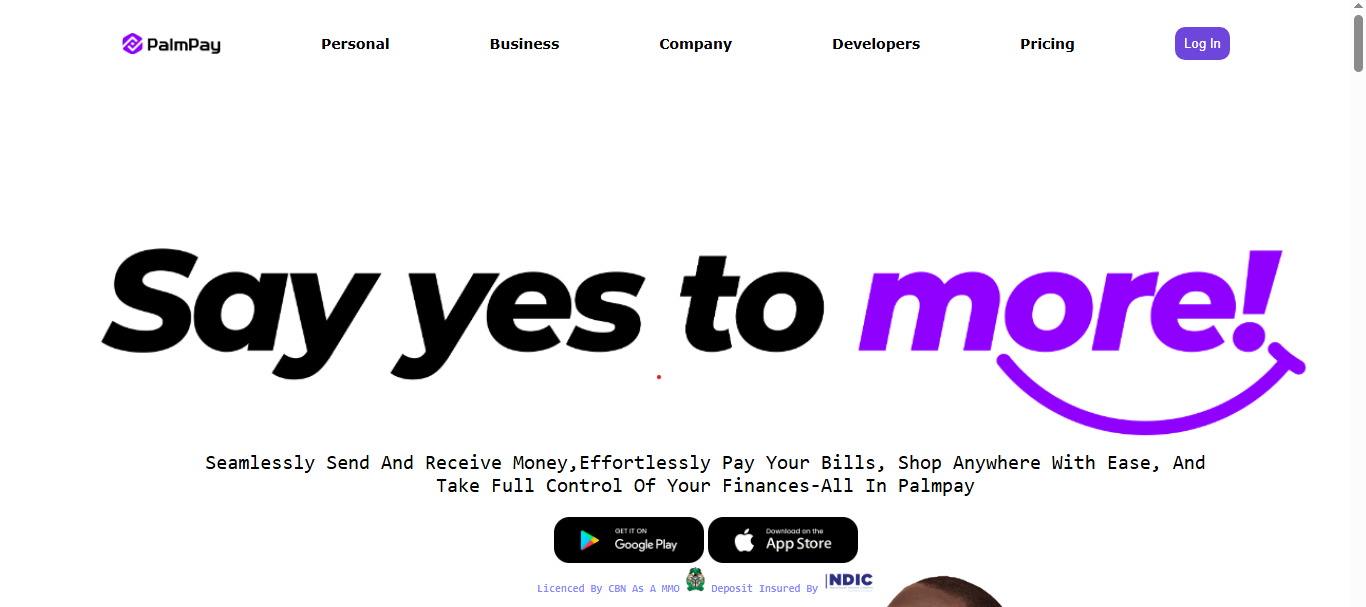 PalmPay Personal Business Company Developers Pricing Log In
Say yes to more!
Seamlessly Send And Receive Money,Effortlessly Pay Your Bills, Shop Anywhere With Ease, And
Take Full Control Of Your Finances-All In Palmpay
GET IT ON
Google Play
Download on the
App Store
Licenced By CBN As A MMO Deposit Insured By NDIC